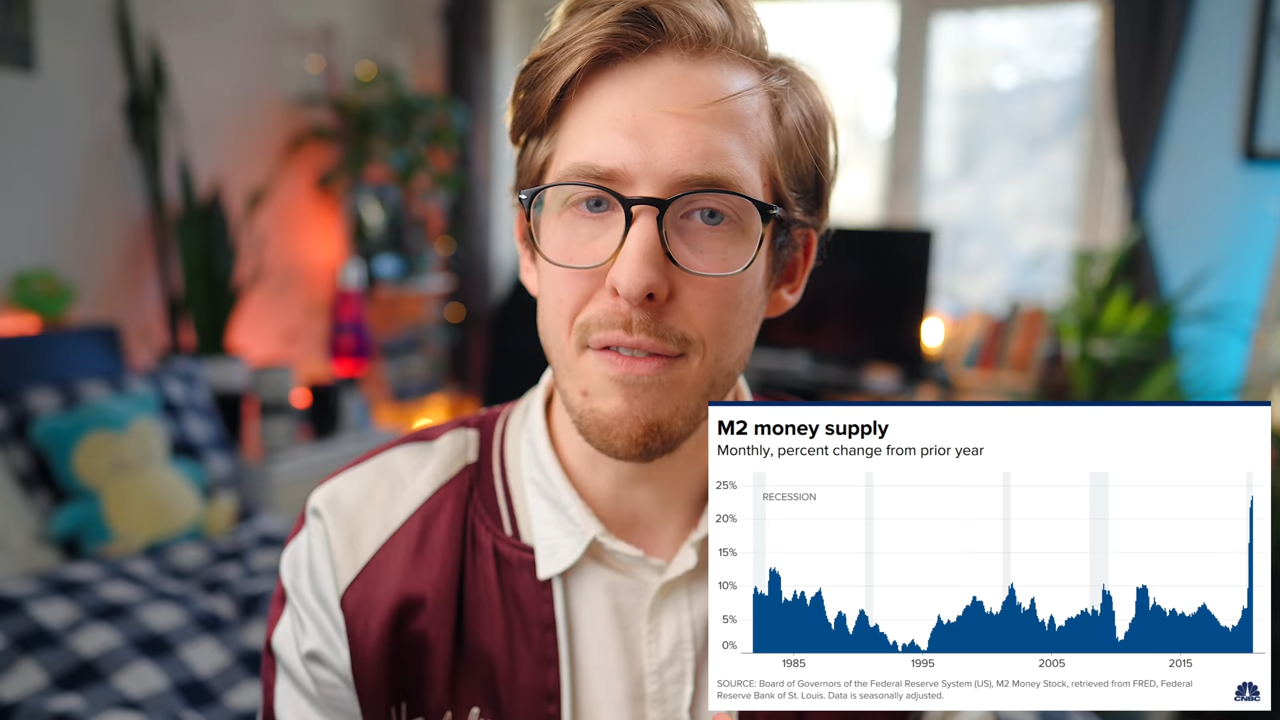 M2 money supply
Monthly, percent change from prior year
25%
RECESSION
20%
15%
10%
5%
0%
1985 1995 2005 2015
SOURCE: Board of Governors of the Federal Reserve System (US), M2 Money Stock, retrieved from FRED, Federal
Reserve Bank of St. Louis. Data is seasonally adjusted.
CNBC